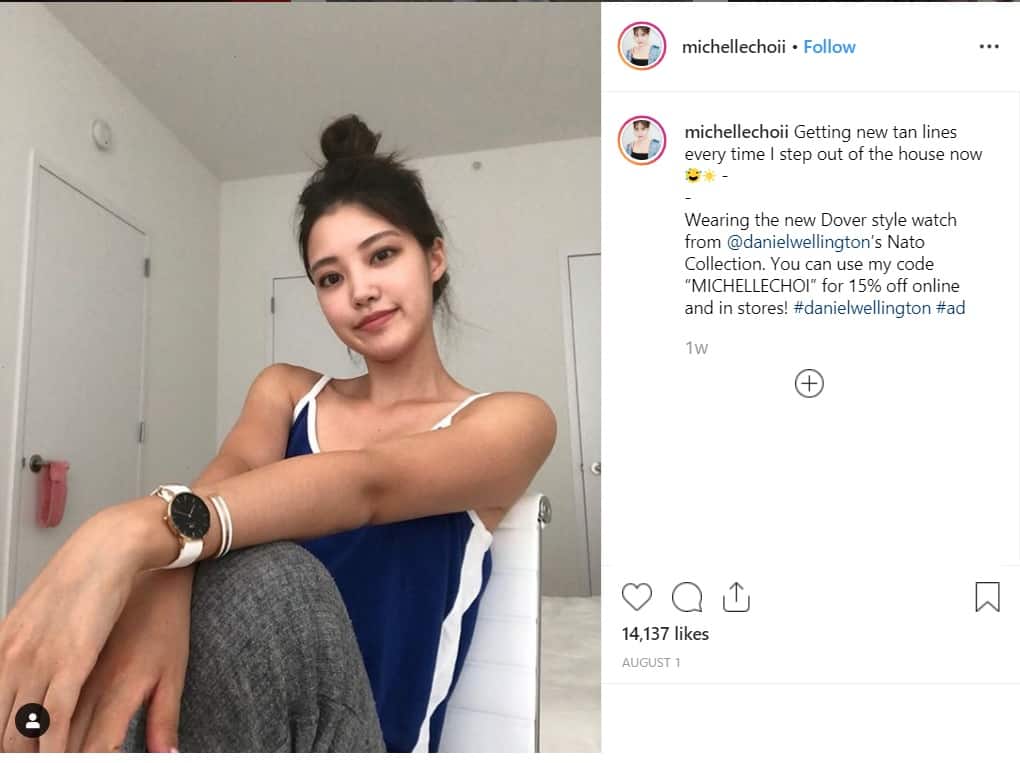 michellechoii • Follow
michellechoii Getting new tan lines
every time I step out of the house now
🤣☀️ -
-
Wearing the new Dover style watch
from @danielwellington's Nato
Collection. You can use my code
"MICHELLECHOI" for 15% off online
and in stores! #danielwellington #ad
1w
14,137 likes
AUGUST 1